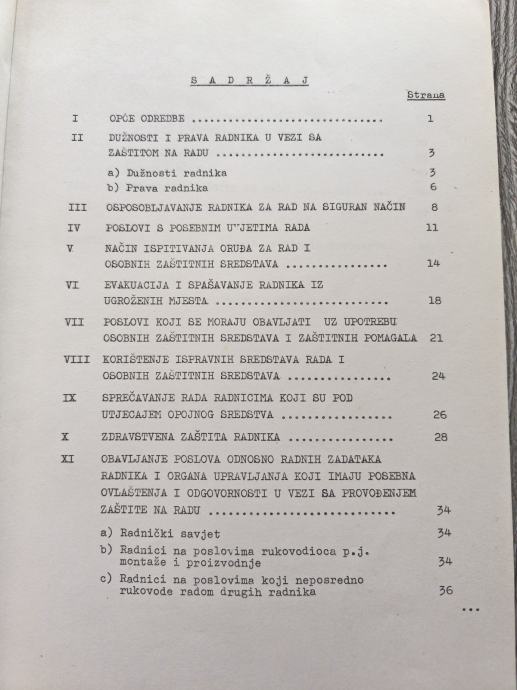 S A D R Ž A J
Strana
I OPĆE ODREDBE .............................. 1
II DUŽNOSTI I PRAVA RADNIKA U VEZI SA
ZAŠTITOM NA RADU .......................... 3
a) Dužnosti radnika 3
b) Prava radnika 6
III OSPOSOBLJAVANJE RADNIKA ZA RAD NA SIGURAN NAČIN 8
IV POSLOVI S POSEBNIM U"JETIMA RADA 11
V NAČIN ISPITIVANJA ORUĐA ZA RAD I
OSOBNIH ZAŠTITNIH SREDSTAVA ................ 14
VI EVAKUACIJA I SPAŠAVANJE RADNIKA IZ
UGROŽENIH MJESTA ........................... 18
VII POSLOVI KOJI SE MORAJU OBAVLJATI UZ UPOTREBU
OSOBNIH ZAŠTITNIH SREDSTAVA I ZAŠTITNIH POMAGALA 21
VIII KORIŠTENJE ISPRAVNIH SREDSTAVA RADA I
OSOBNIH ZAŠTITNIH SREDSTAVA ................ 24
IX SPREČAVANJE RADA RADNICIMA KOJI SU POD
UTJECAJEM OPOJNOG SREDSTVA ................. 26
X ZDRAVSTVENA ZAŠTITA RADNIKA ................ 28
XI OBAVLJANJE POSLOVA ODNOSNO RADNIH ZADATAKA
RADNIKA I ORGANA UPRAVLJANJA KOJI IMAJU POSEBNA
OVLAŠTENJA I ODGOVORNOSTI U VEZI SA PROVOĐENJEM
ZAŠTITE NA RADU ............................ 34
a) Radnički savjet 34
b) Radnici na poslovima rukovodioca p.j.
montaže i proizvodnje 34
c) Radnici na poslovima koji neposredno
rukovode radom drugih radnika 36
...